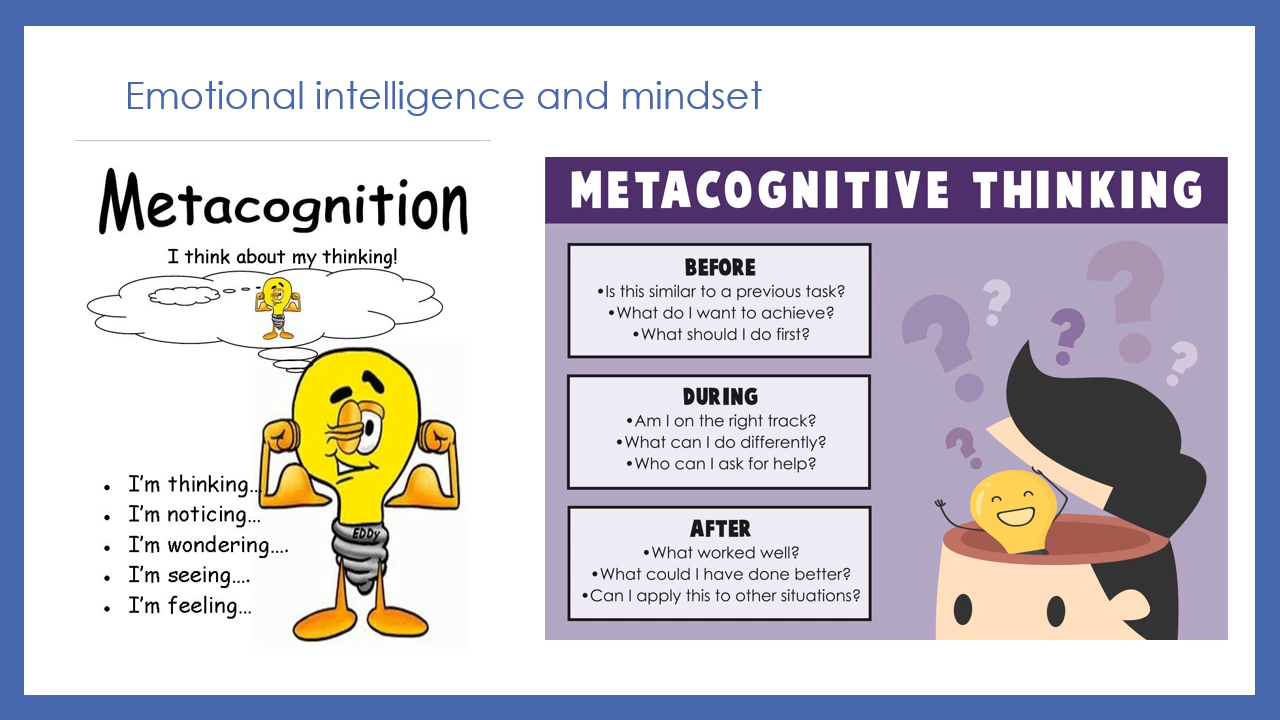 Emotional intelligence and mindset
Metacognition
I think about my thinking!
• I'm thinking...
• I'm noticing...
• I'm wondering....
• I'm seeing....
• I'm feeling...
EDDY
METACOGNITIVE THINKING
BEFORE
•Is this similar to a previous task?
•What do I want to achieve?
•What should I do first?
DURING
•Am I on the right track?
•What can I do differently?
•Who can I ask for help?
AFTER
•What worked well?
•What could I have done better?
•Can I apply this to other situations?